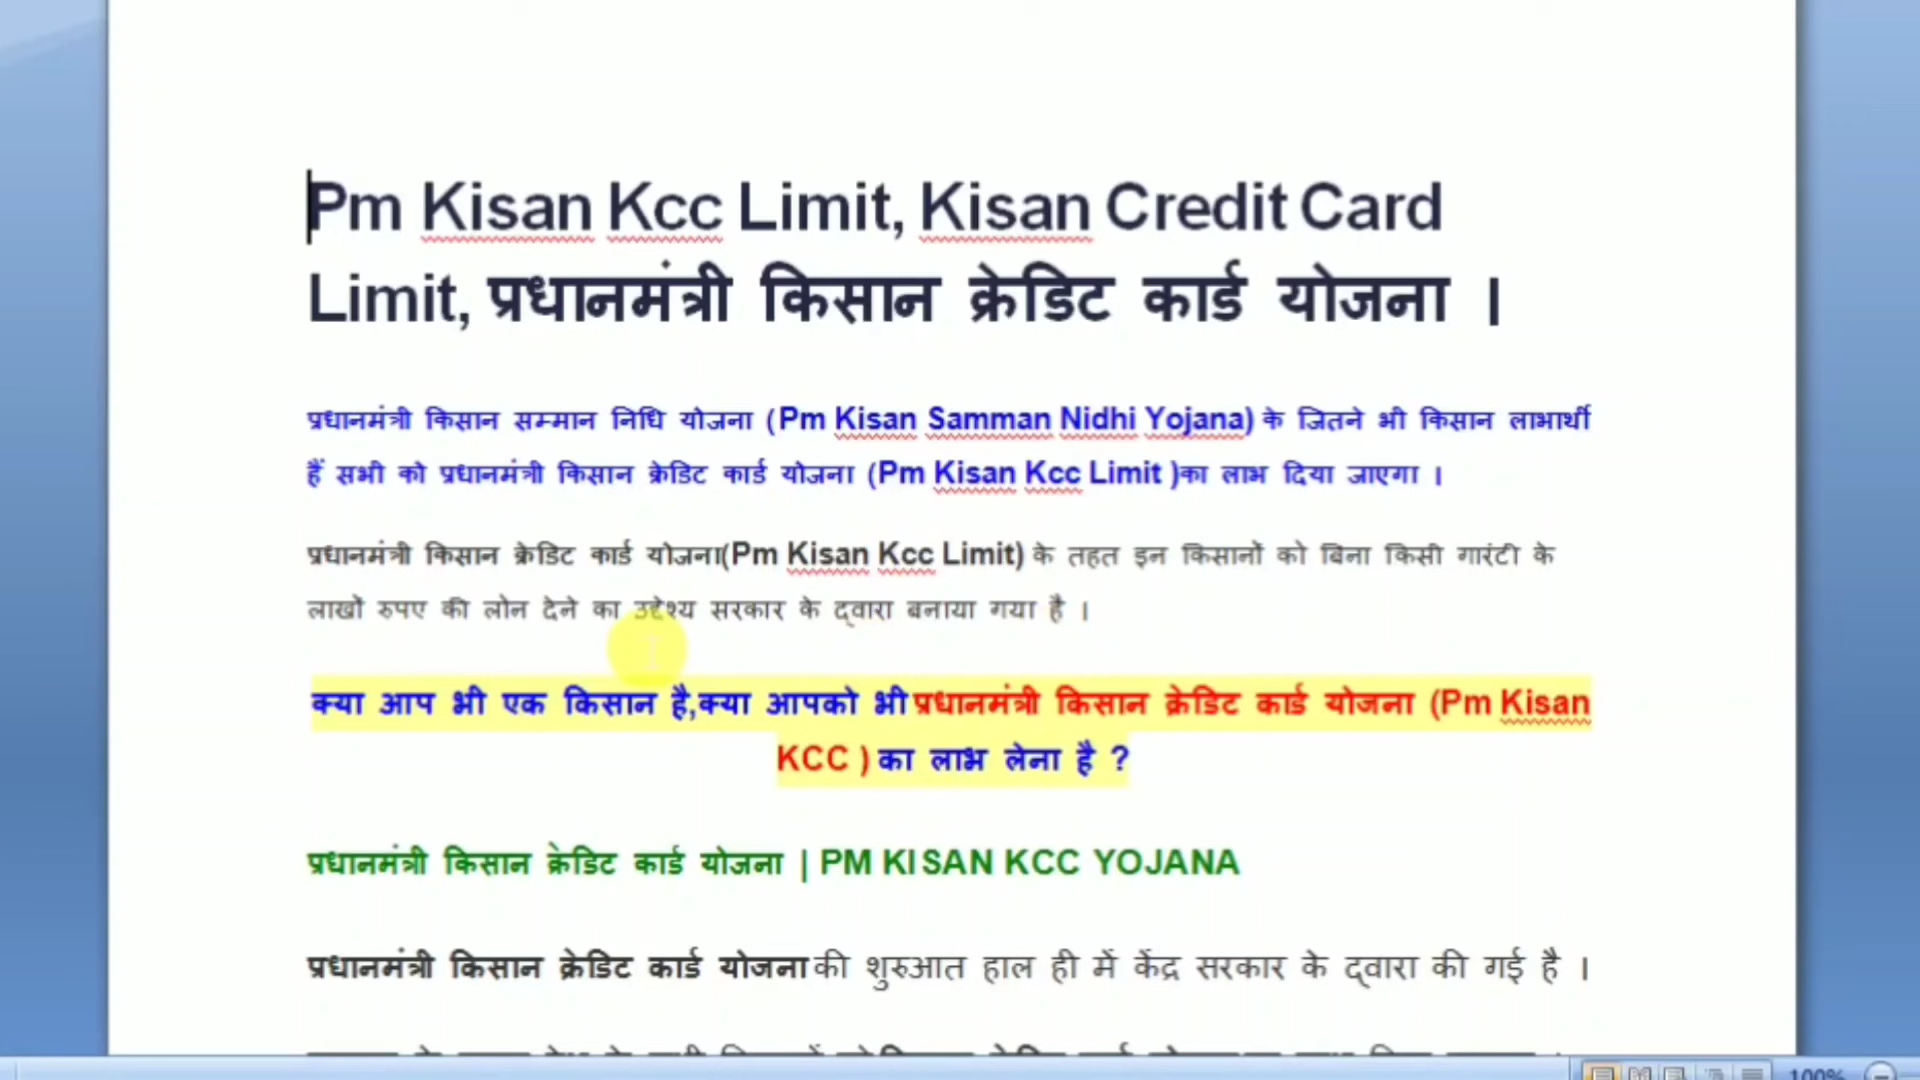 Pm Kisan Kcc Limit, Kisan Credit Card
Limit, प्रधानमंत्री किसान क्रेडिट कार्ड योजना ।
प्रधानमंत्री किसान सम्मान निधि योजना (Pm Kisan Samman Nidhi Yojana) के जितने भी किसान लाभार्थी
हैं सभी को प्रधानमंत्री किसान क्रेडिट कार्ड योजना (Pm Kisan Kcc Limit )का लाभ दिया जाएगा ।
प्रधानमंत्री किसान क्रेडिट कार्ड योजना(Pm Kisan Kcc Limit) के तहत इन किसानों को बिना किसी गारंटी के
लाखों रुपए की लोन देने का उद्देश्य सरकार के द्वारा बनाया गया है ।
क्या आप भी एक किसान है,क्या आपको भी प्रधानमंत्री किसान क्रेडिट कार्ड योजना (Pm Kisan
KCC ) का लाभ लेना है ?
प्रधानमंत्री किसान क्रेडिट कार्ड योजना | PM KISAN KCC YOJANA
प्रधानमंत्री किसान क्रेडिट कार्ड योजना की शुरुआत हाल ही में केंद्र सरकार के द्वारा की गई है ।
100%